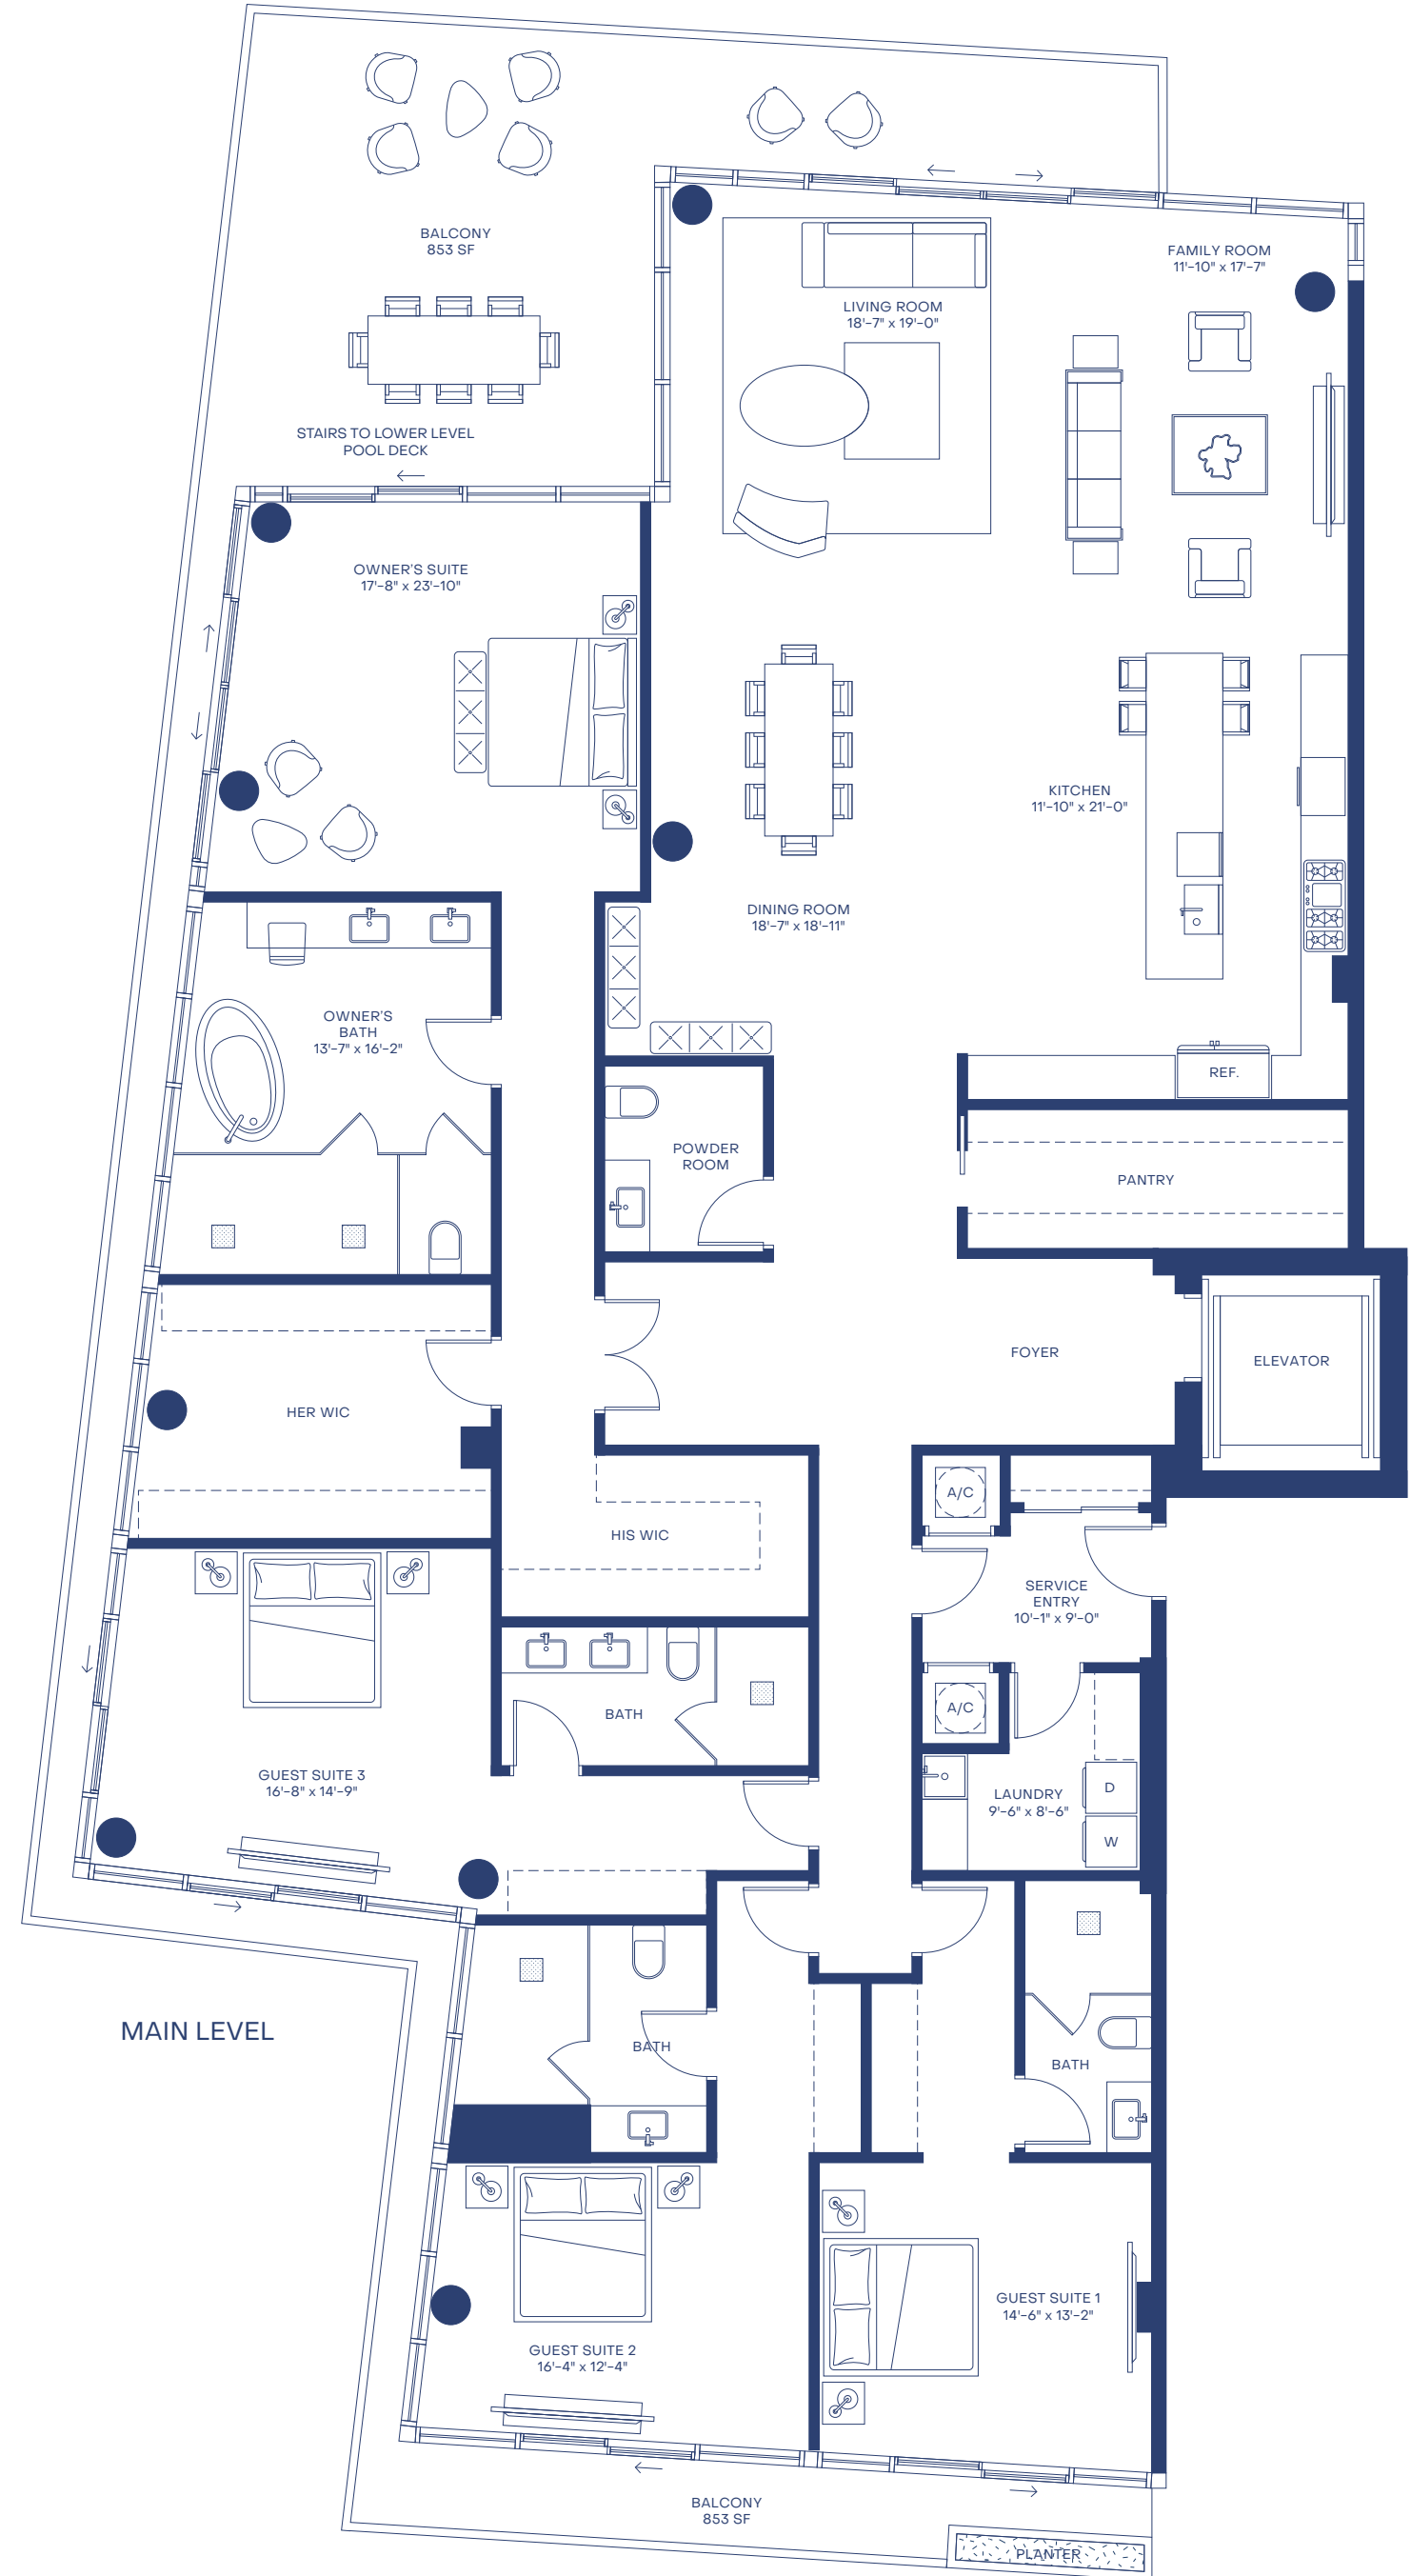 BALCONY
853 SF
FAMILY ROOM
11'-10" x 17'-7"
LIVING ROOM
18'-7" x 19'-0"
STAIRS TO LOWER LEVEL
POOL DECK
OWNER'S SUITE
17'-8" x 23'-10"
KITCHEN
11'-10" x 21'-0"
DINING ROOM
18'-7" x 18'-11"
OWNER'S
BATH
13'-7" x 16'-2"
REF.
POWDER
ROOM
PANTRY
FOYER
ELEVATOR
HER WIC
A/C
HIS WIC
SERVICE
ENTRY
10'-1" x 9'-0"
A/C
BATH
GUEST SUITE 3
16'-8" x 14'-9"
D
LAUNDRY
9'-6" x 8'-6"
W
MAIN LEVEL
BATH
BATH
GUEST SUITE 1
14'-6" x 13'-2"
GUEST SUITE 2
16'-4" x 12'-4"
BALCONY
853 SF
PLANTER